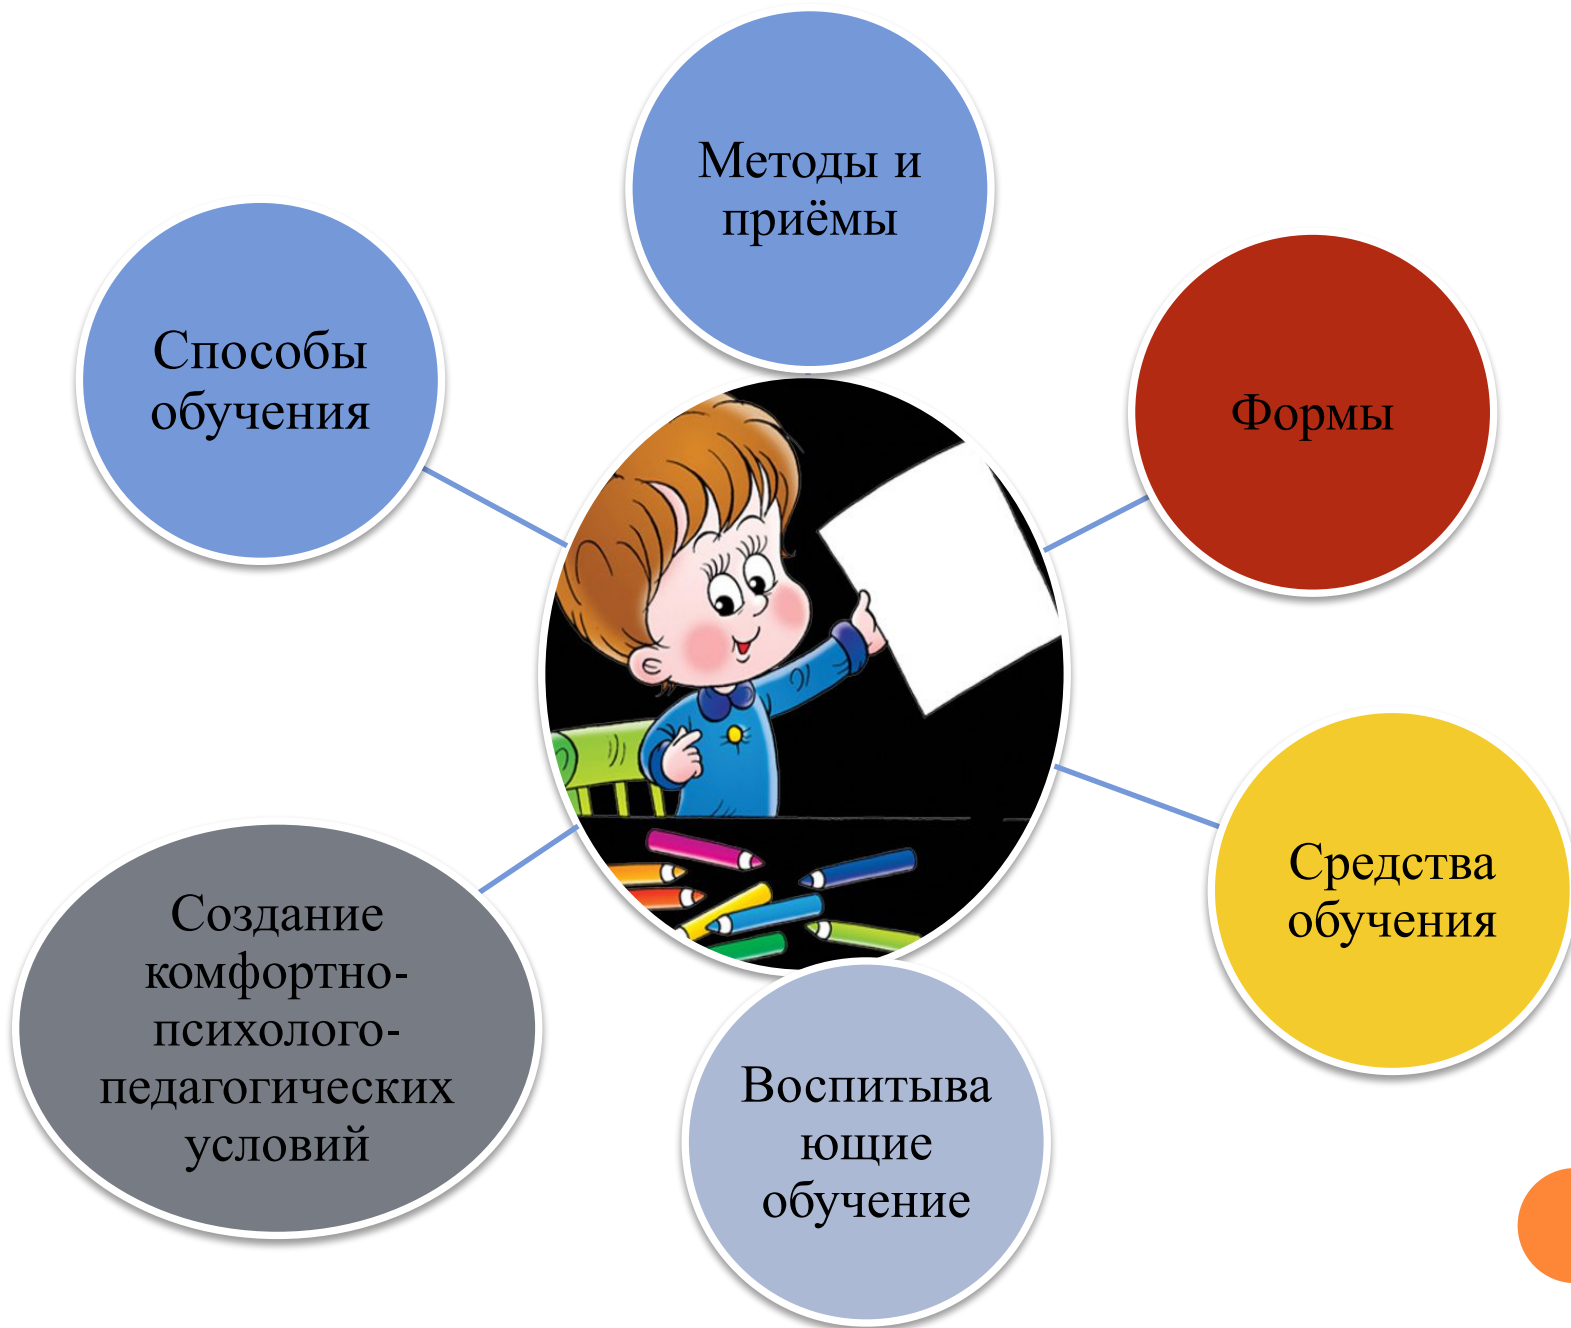 Методы и
приёмы
Формы
Средства
обучения
Воспитыва
ющие
обучение
Создание
комфортно-
психолого-
педагогических
условий
Способы
обучения